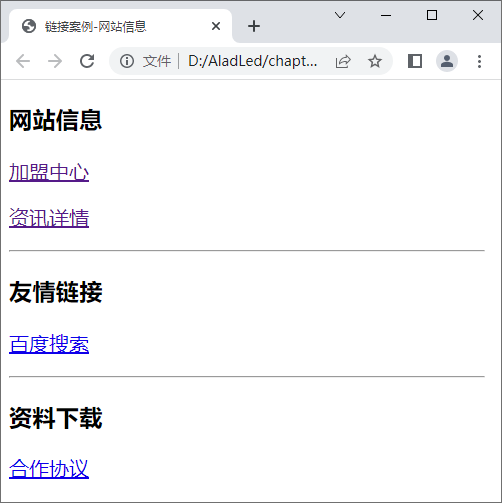 链接案例-网站信息
文件 D:/AladLed/chapt...
网站信息
加盟中心
资讯详情
友情链接
百度搜索
资料下载
合作协议